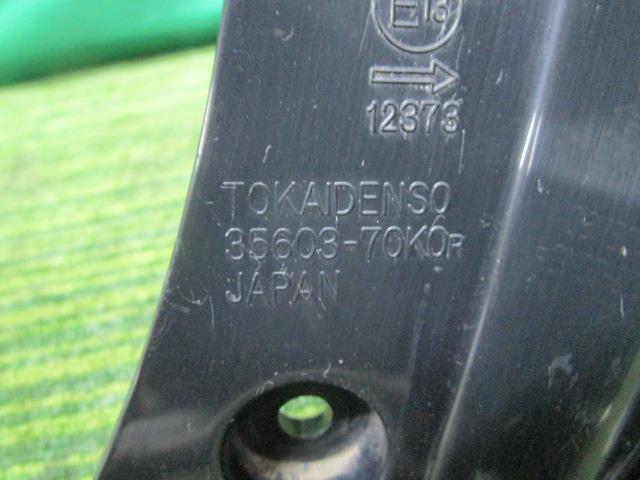 E13
12373
TOKAIDENSO
35603-70K0R
JAPAN